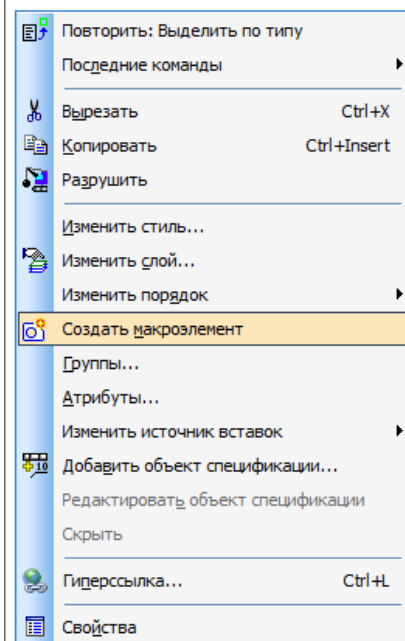 Повторить: Выделить по типу
Последние команды
Вырезать Ctrl+X
Копировать Ctrl+Insert
Разрушить
Изменить стиль...
Изменить слой...
Изменить порядок
Создать макроэлемент
Группы...
Атрибуты...
Изменить источник вставок
Добавить объект спецификации...
Редактировать объект спецификации
Скрыть
Гиперссылка... Ctrl+L
Свойства